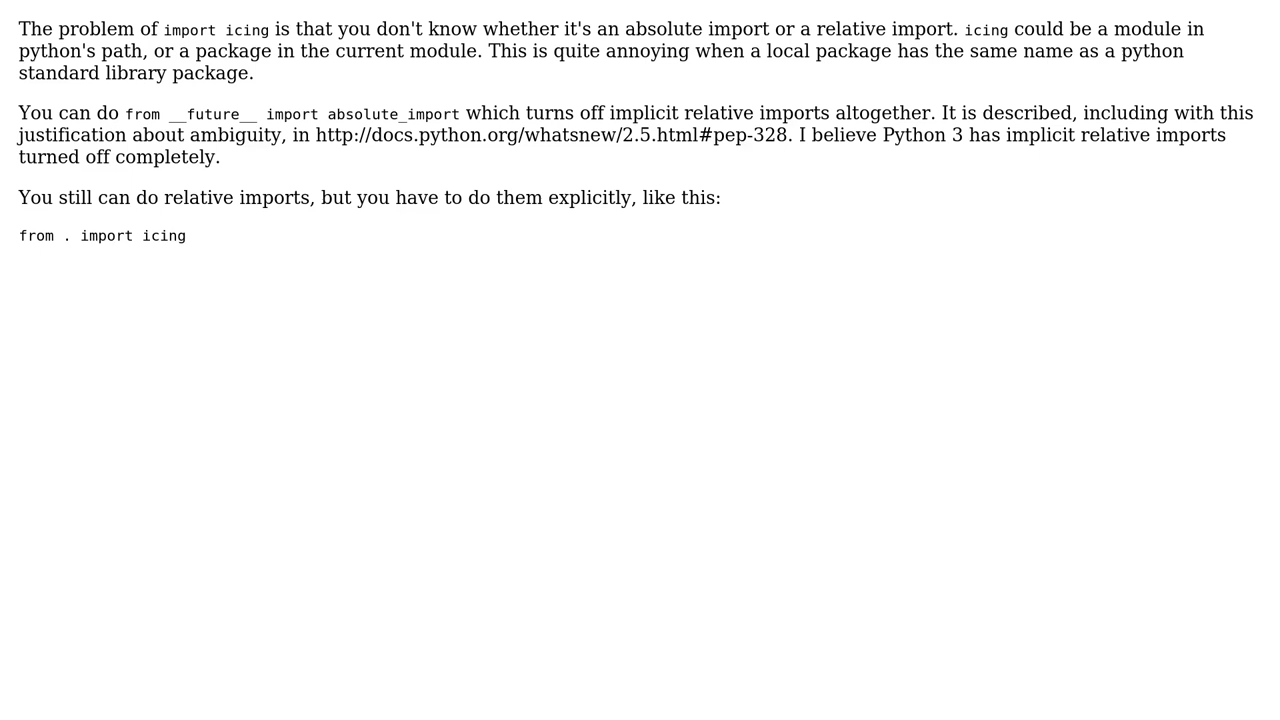 The problem of import icing is that you don't know whether it's an absolute import or a relative import. icing could be a module in
python's path, or a package in the current module. This is quite annoying when a local package has the same name as a python
standard library package.
You can do from __future__ import absolute_import which turns off implicit relative imports altogether. It is described, including with this
justification about ambiguity, in http://docs.python.org/whatsnew/2.5.html#pep-328. I believe Python 3 has implicit relative imports
turned off completely.
You still can do relative imports, but you have to do them explicitly, like this:
from . import icing